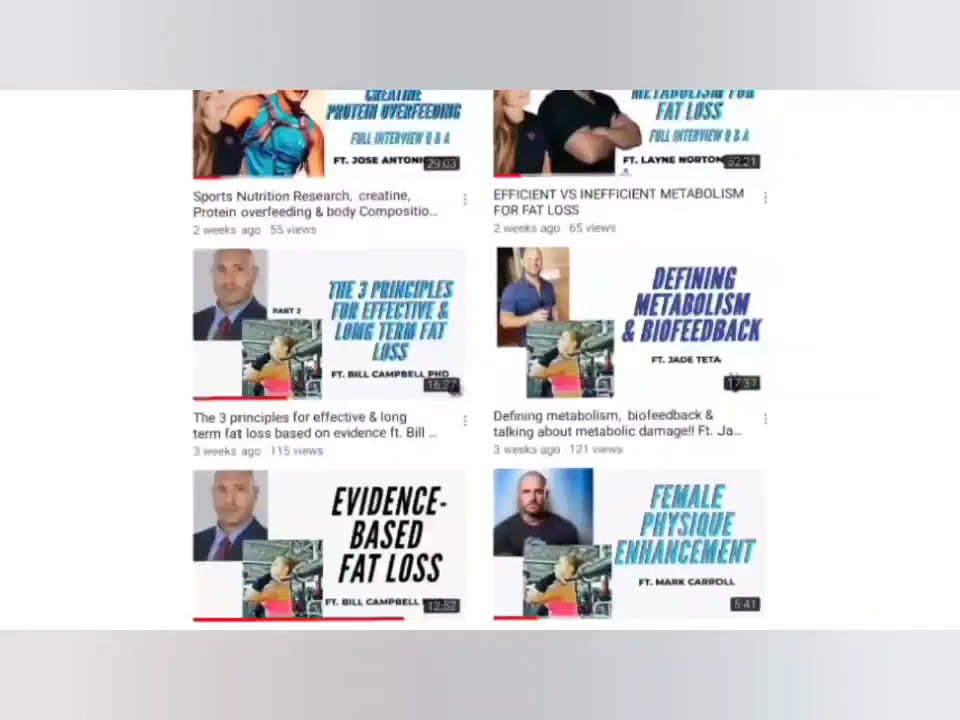 CREATINE
PROTEIN OVERFEEDING
FULL INTERVIEW Q & A
FT. JOSE ANTONI
29:03
METABOLISM FOR
FAT LOSS
FULL INTERVIEW Q & A
FT. LAYNE NORTON
52:21
Sports Nutrition Research, creatine,
Protein overfeeding & body Compositio...
2 weeks ago · 55 views
EFFICIENT VS INEFFICIENT METABOLISM
FOR FAT LOSS
2 weeks ago · 65 views
PART 2
THE 3 PRINCIPLES
FOR EFFECTIVE &
LONG TERM FAT
LOSS
FT. BILL CAMPBELL PHD
16:27
DEFINING
METABOLISM
& BIOFEEDBACK
FT. JADE TETA
17:37
The 3 principles for effective & long
term fat loss based on evidence ft. Bill ...
3 weeks ago · 115 views
Defining metabolism, biofeedback &
talking about metabolic damage!! Ft. Ja...
3 weeks ago · 121 views
EVIDENCE-
BASED
FAT LOSS
FT. BILL CAMPBELL
12:52
FEMALE
PHYSIQUE
ENHANCEMENT
FT. MARK CARROLL
5:41